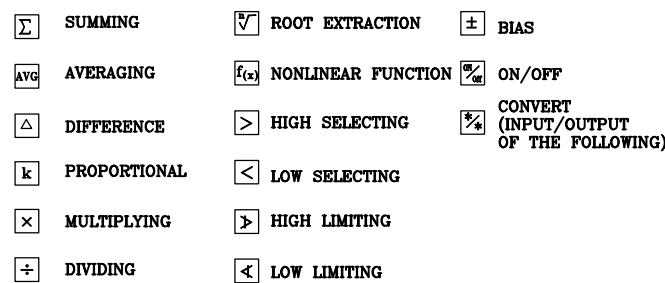 Σ SUMMING
AVG AVERAGING
△ DIFFERENCE
k PROPORTIONAL
× MULTIPLYING
÷ DIVIDING
ⁿ√ ROOT EXTRACTION
f(x) NONLINEAR FUNCTION
> HIGH SELECTING
< LOW SELECTING
⊁ HIGH LIMITING
≮ LOW LIMITING
± BIAS
ON/Off ON/OFF
*/* CONVERT
(INPUT/OUTPUT
OF THE FOLLOWING)